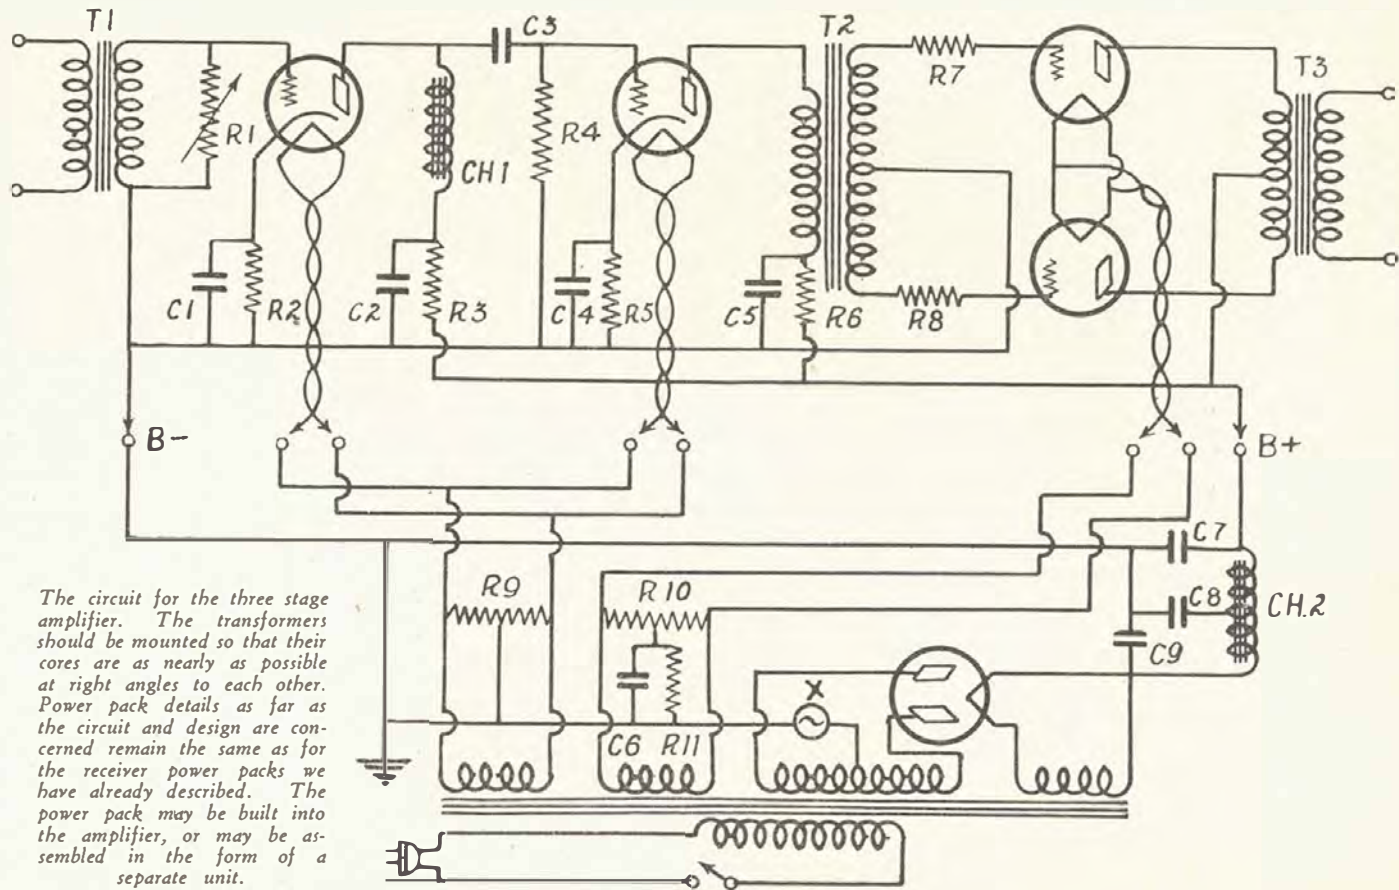 T1
C3
T2
R7
T3
R1
R4
CH1
C1
R2
C2
R3
C4
R5
C5
R6
R8
B-
B+
C7
R9
R10
C8
CH.2
C9
X
C6
R11
The circuit for the three stage
amplifier. The transformers
should be mounted so that their
cores are as nearly as possible
at right angles to each other.
Power pack details as far as
the circuit and design are con-
cerned remain the same as for
the receiver power packs we
have already described. The
power pack may be built into
the amplifier, or may be as-
sembled in the form of a
separate unit.